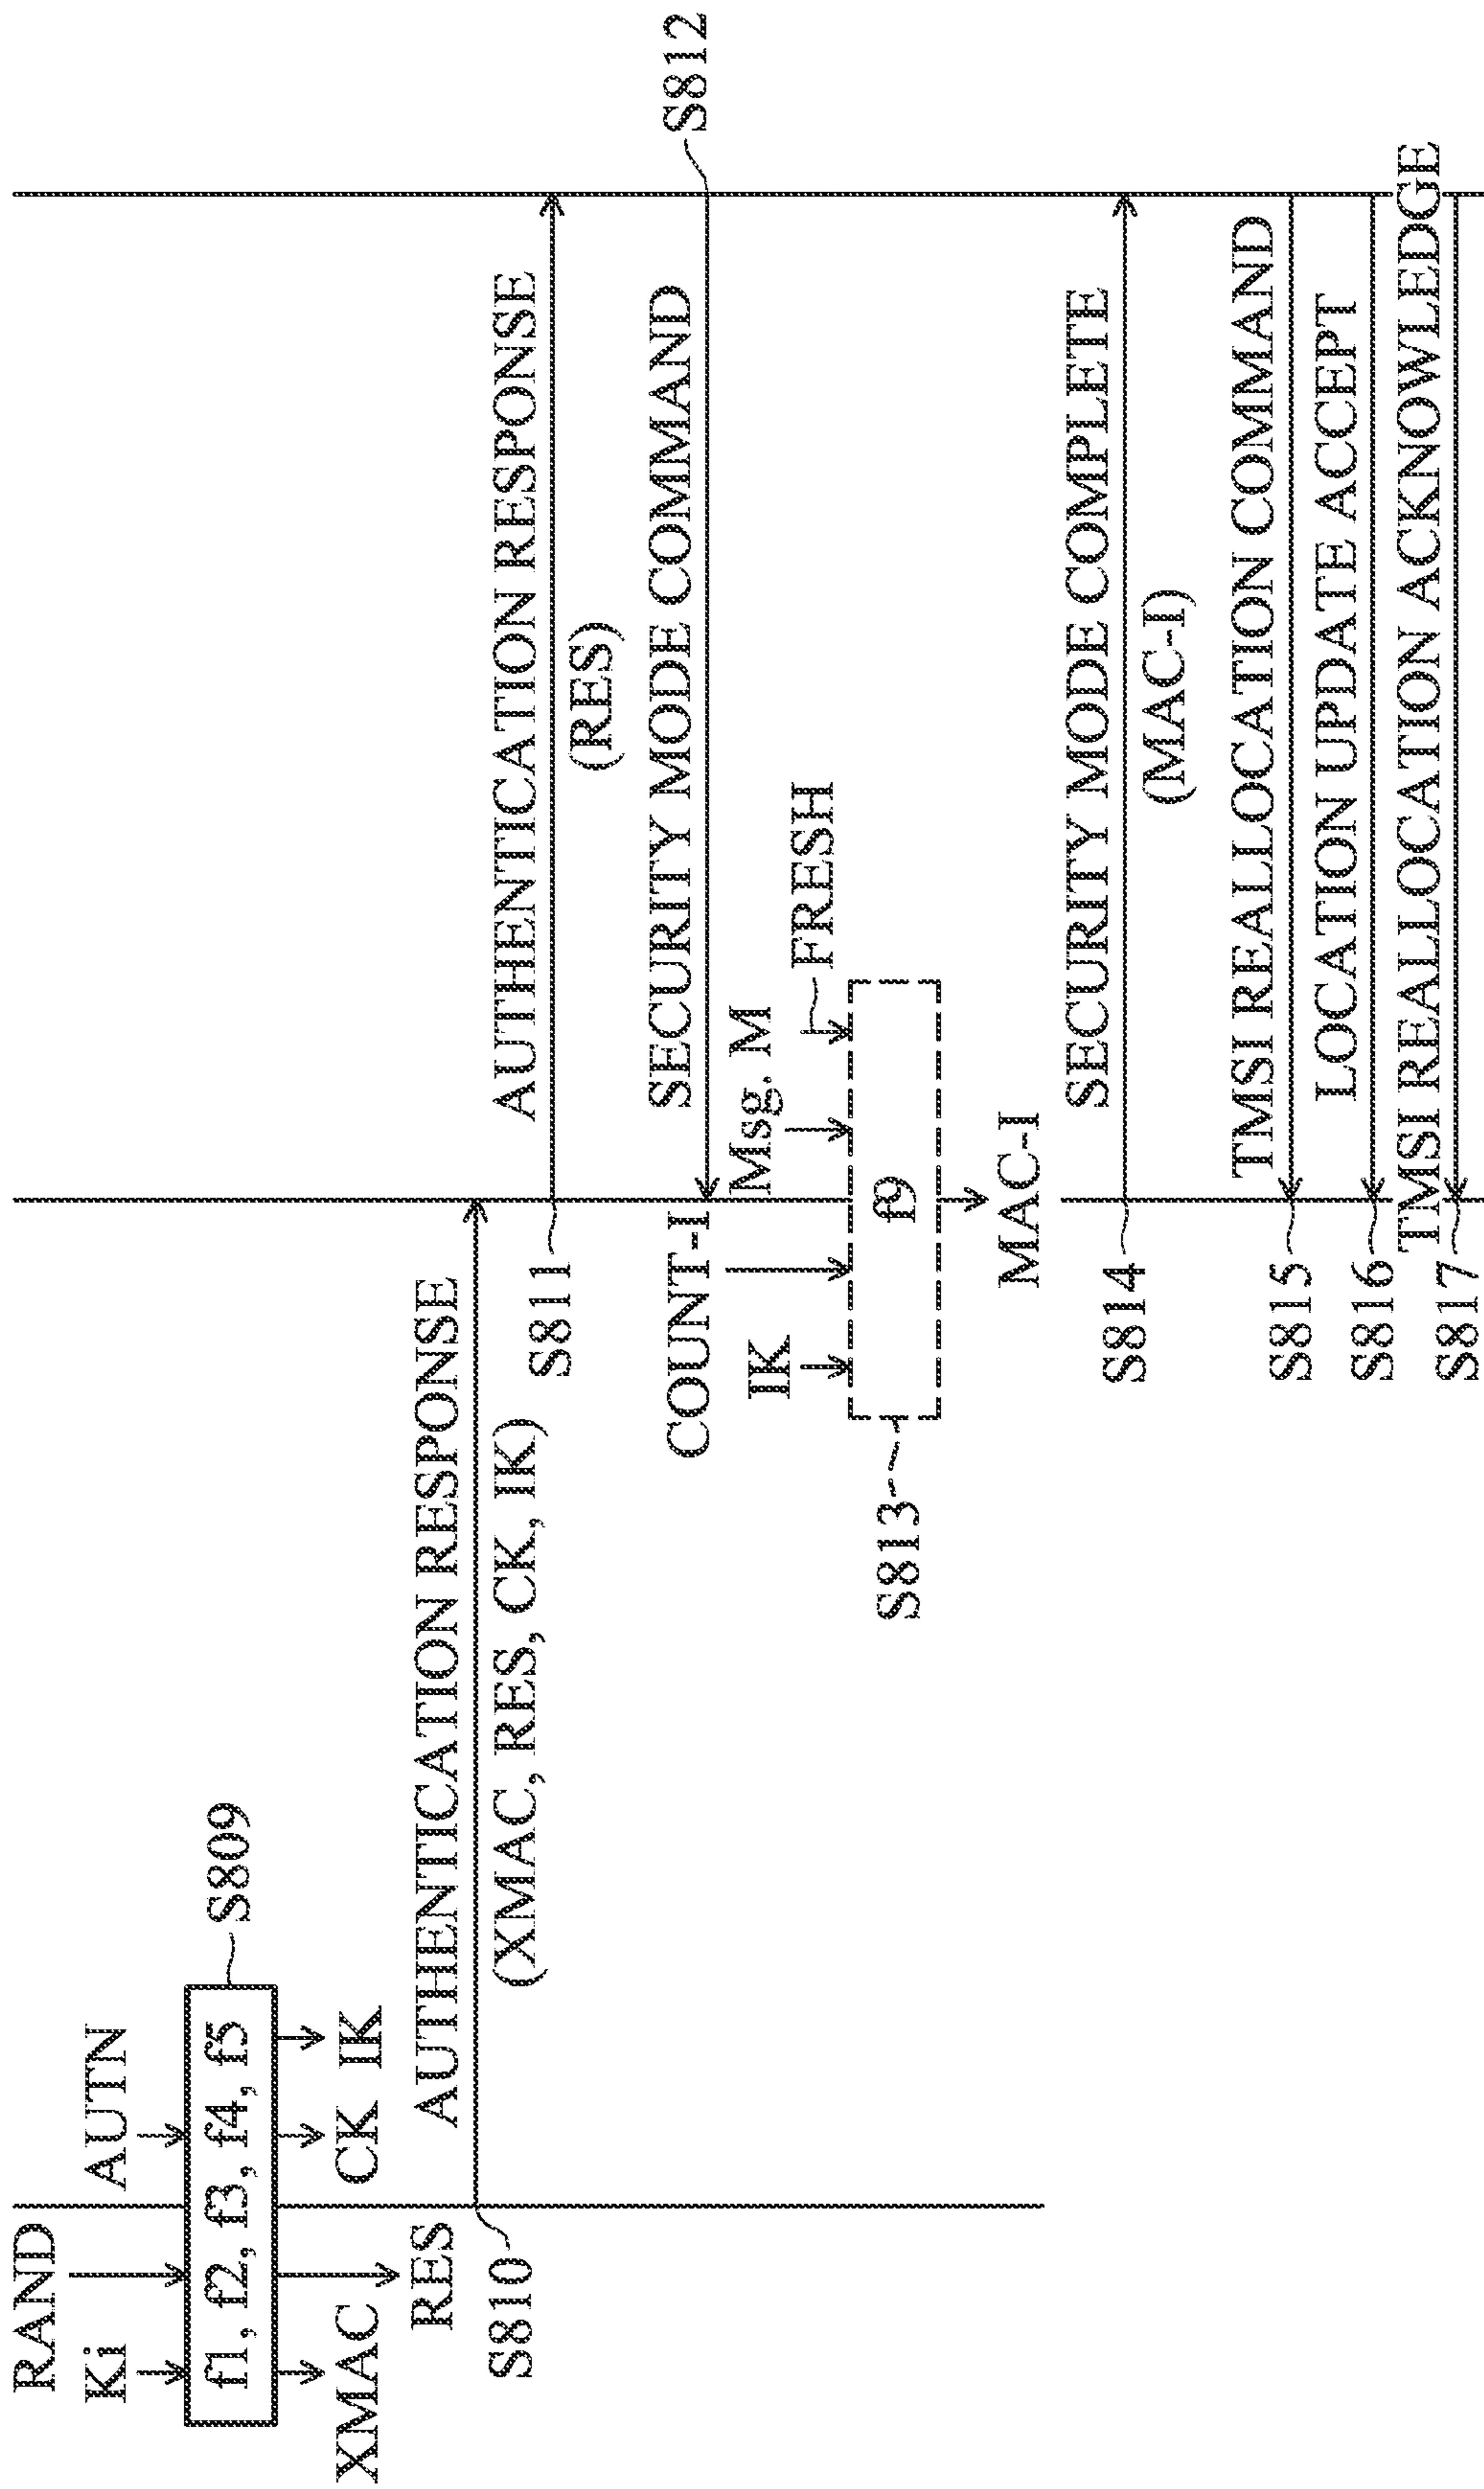 RAND
Ki
AUTN
f1, f2, f3, f4, f5
S809
XMAC
CK
IK
RES
AUTHENTICATION RESPONSE
S810
(XMAC, RES, CK, IK)
AUTHENTICATION RESPONSE
S811
(RES)
SECURITY MODE COMMAND
S812
COUNT-I
Msg. M
IK
FRESH
S813
f9
MAC-I
SECURITY MODE COMPLETE
S814
(MAC-I)
TMSI REALLOCATION COMMAND
S815
LOCATION UPDATE ACCEPT
S816
TMSI REALLOCATION ACKNOWLEDGE
S817